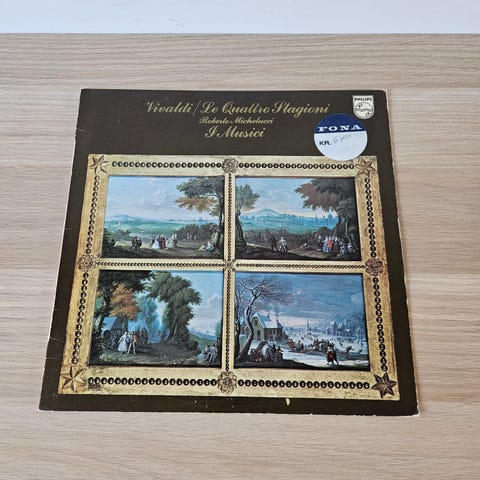 Vivaldi/Le Quattro Stagioni
Roberto Michelucci
I Musici
PHILIPS
FONA
KR.